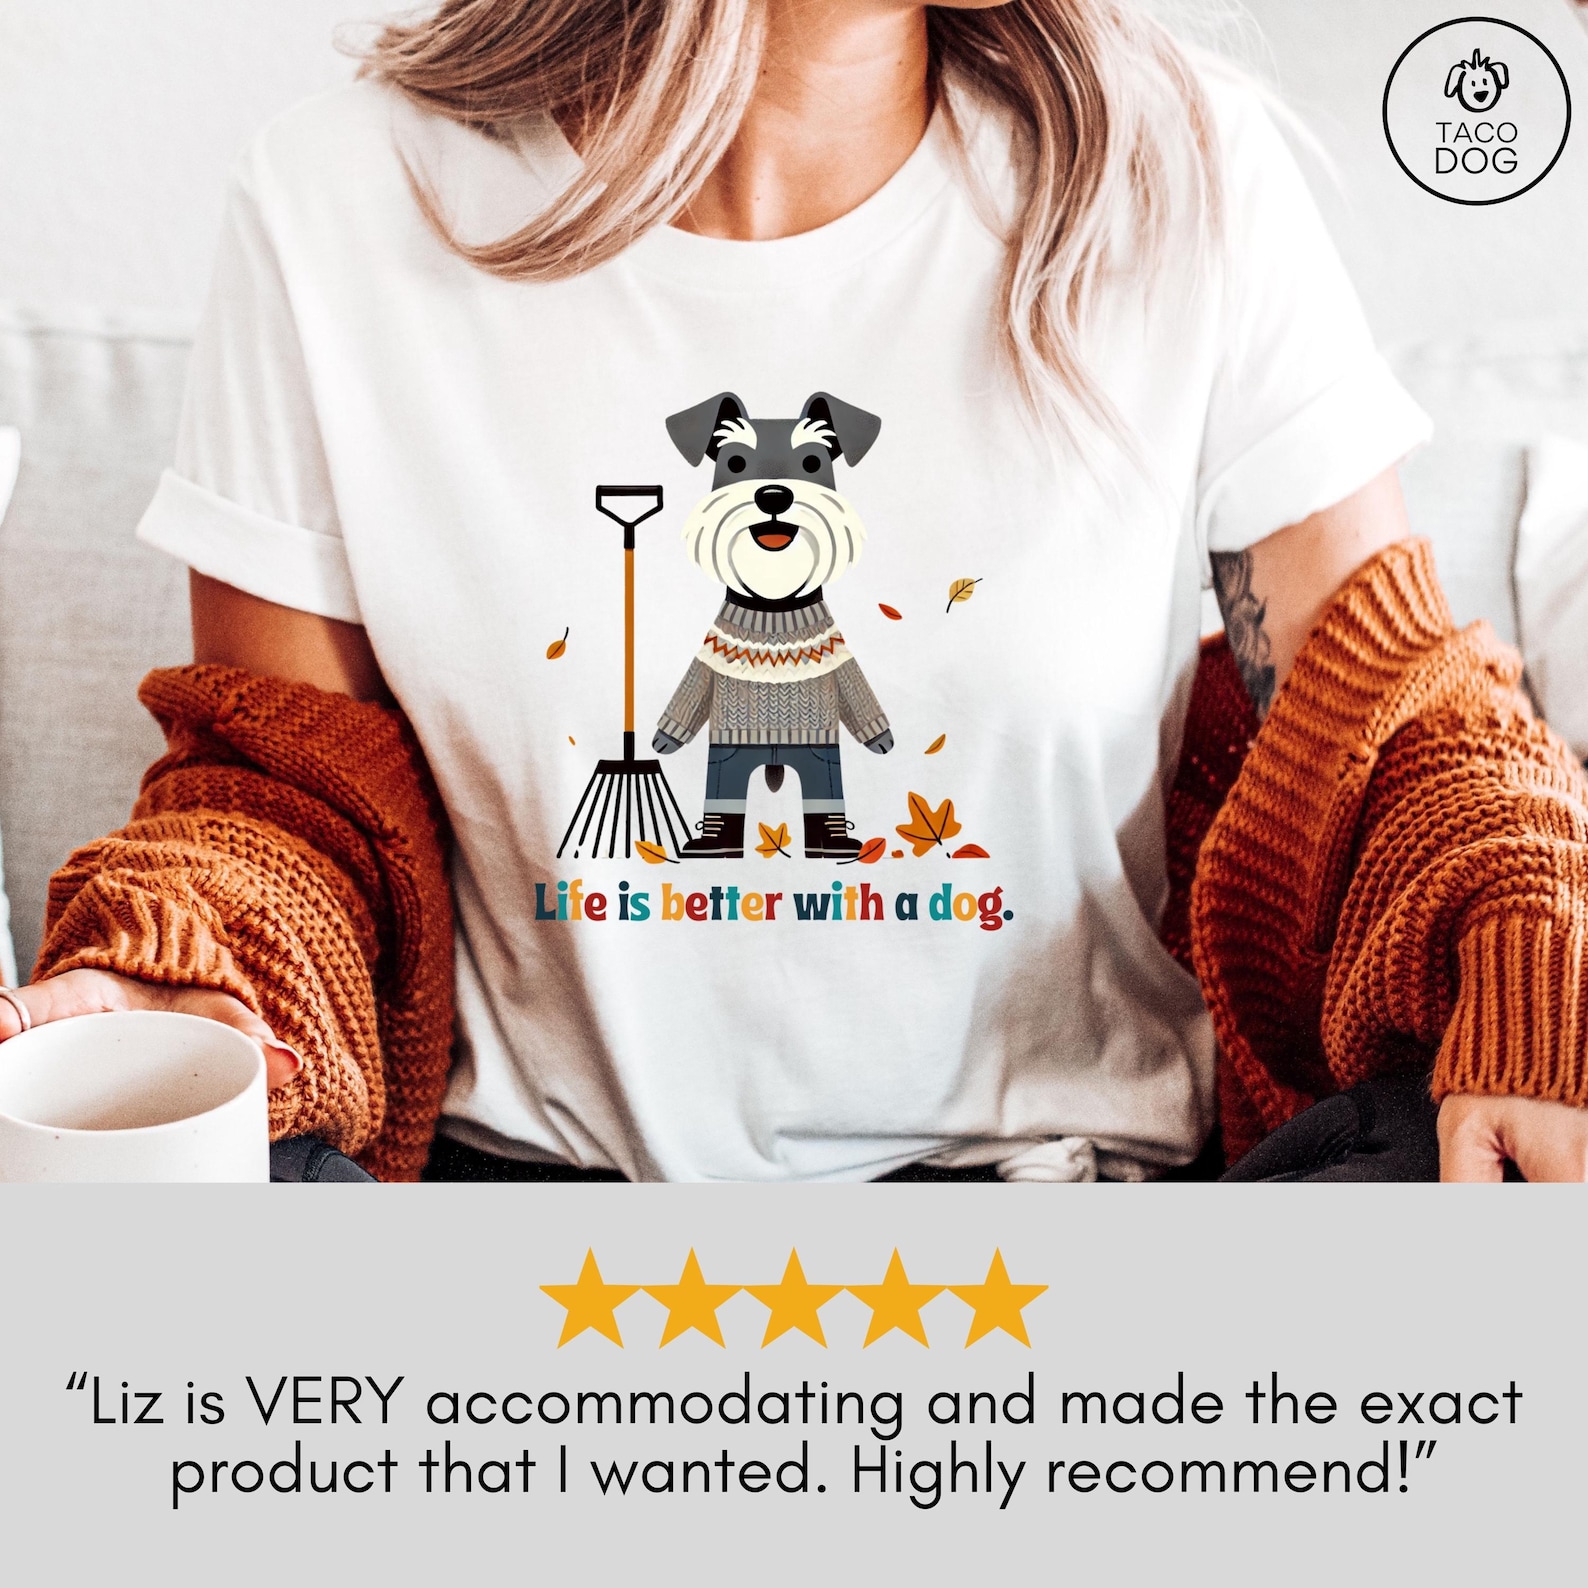 TACO
DOG
Life is better with a dog.
“Liz is VERY accommodating and made the exact
product that I wanted. Highly recommend!”